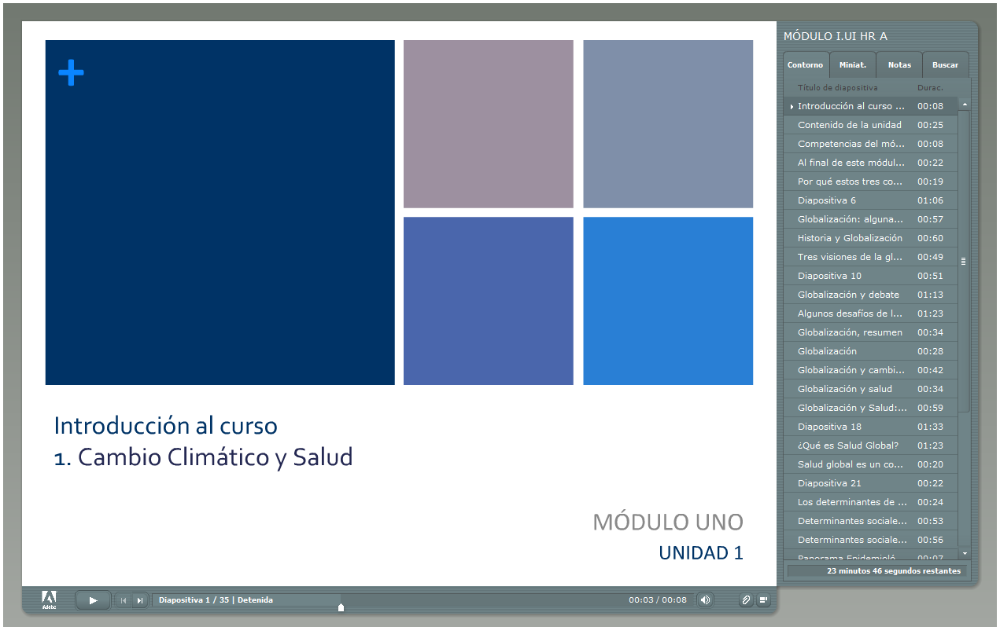 +
Introducción al curso
1. Cambio Climático y Salud
MÓDULO UNO
UNIDAD 1
MÓDULO I.UI HR A
Contorno Miniat. Notas Buscar
Título de diapositiva Durac.
Introducción al curso ... 00:08
Contenido de la unidad 00:25
Competencias del mó... 00:08
Al final de este módul... 00:22
Por qué estos tres co... 00:19
Diapositiva 6 01:06
Globalización: alguna... 00:57
Historia y Globalización 00:60
Tres visiones de la gl... 00:49
Diapositiva 10 00:51
Globalización y debate 01:13
Algunos desafíos de l... 01:23
Globalización, resumen 00:34
Globalización 00:28
Globalización y cambi... 00:42
Globalización y salud 00:34
Globalización y Salud:... 00:59
Diapositiva 18 01:33
¿Qué es Salud Global? 01:23
Salud global es un co... 00:20
Diapositiva 21 00:22
Los determinantes de ... 00:24
Determinantes sociale... 00:53
Determinantes sociale... 00:56
Panorama Epidemioló 00:07
23 minutos 46 segundos restantes
Adobe
Diapositiva 1 / 35 | Detenida
00:03 / 00:08